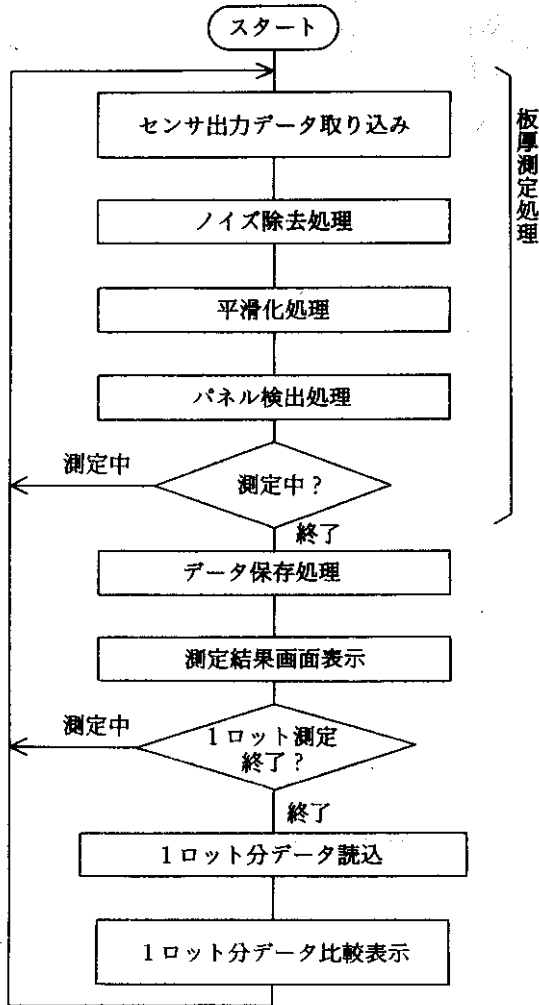 スタート
センサ出力データ取り込み
ノイズ除去処理
平滑化処理
パネル検出処理
測定中
測定中?
終了
板厚測定処理
データ保存処理
測定結果画面表示
測定中
1ロット測定
終了?
終了
1ロット分データ読込
1ロット分データ比較表示